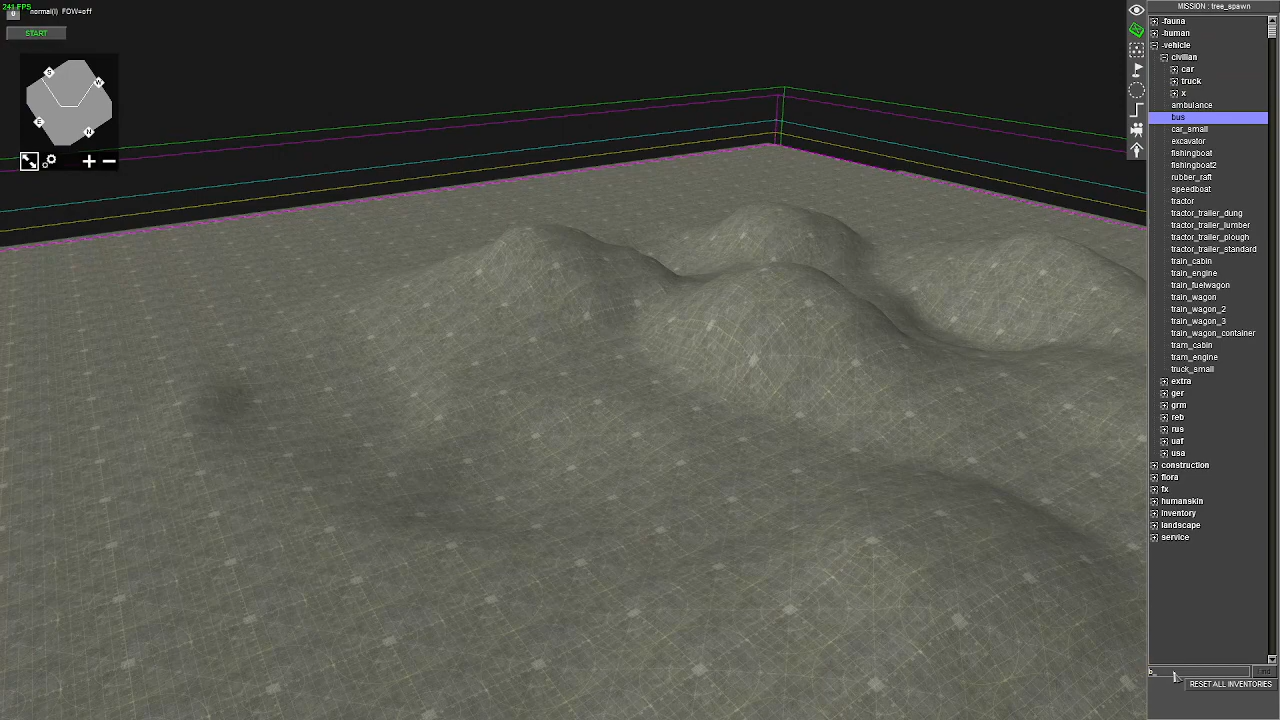 241 FPS
0
normal(I) FOW=off
START
S
W
E
N
MISSION : tree_spawn
-fauna
-human
-vehicle
civilian
car
truck
x
ambulance
bus
car_small
excavator
fishingboat
fishingboat2
rubber_raft
speedboat
tractor
tractor_trailer_dung
tractor_trailer_lumber
tractor_trailer_plough
tractor_trailer_standard
train_cabin
train_engine
train_fuelwagon
train_wagon
train_wagon_2
train_wagon_3
train_wagon_container
tram_cabin
tram_engine
truck_small
extra
ger
grm
reb
rus
uaf
usa
construction
flora
fx
humanskin
inventory
landscape
service
b_
RESET ALL INVENTORIES